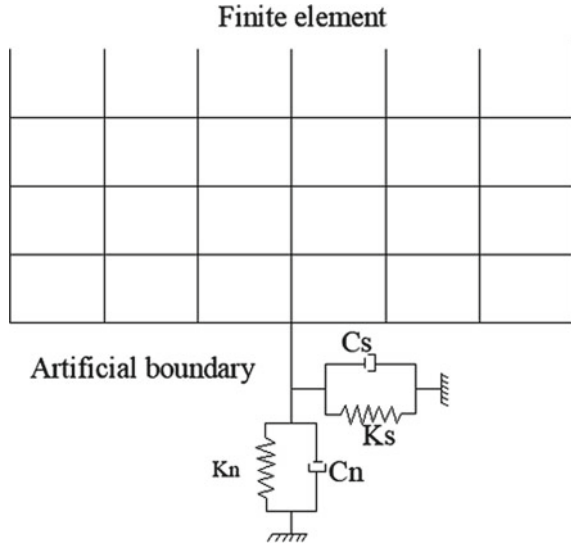 Finite element
Artificial boundary
Cs
Ks
Kn
Cn